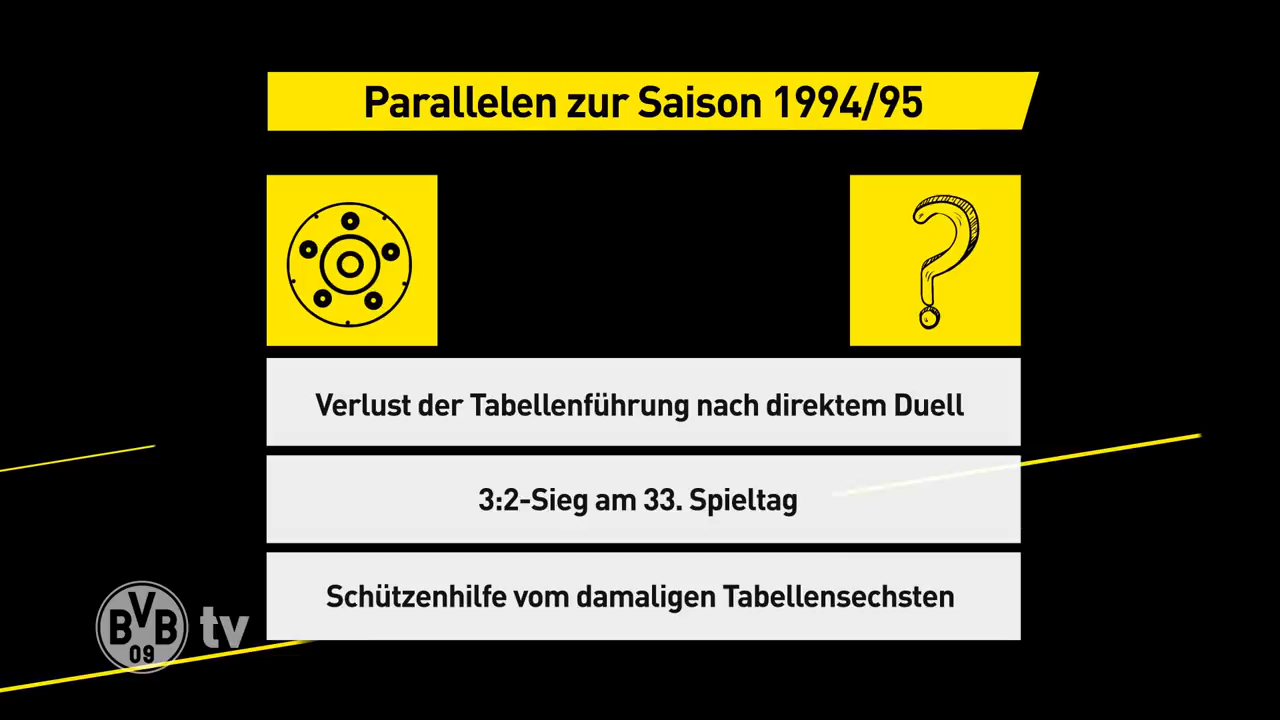 Parallelen zur Saison 1994/95
Verlust der Tabellenführung nach direktem Duell
3:2-Sieg am 33. Spieltag
Schützenhilfe vom damaligen Tabellensechsten
BVB 09 tv